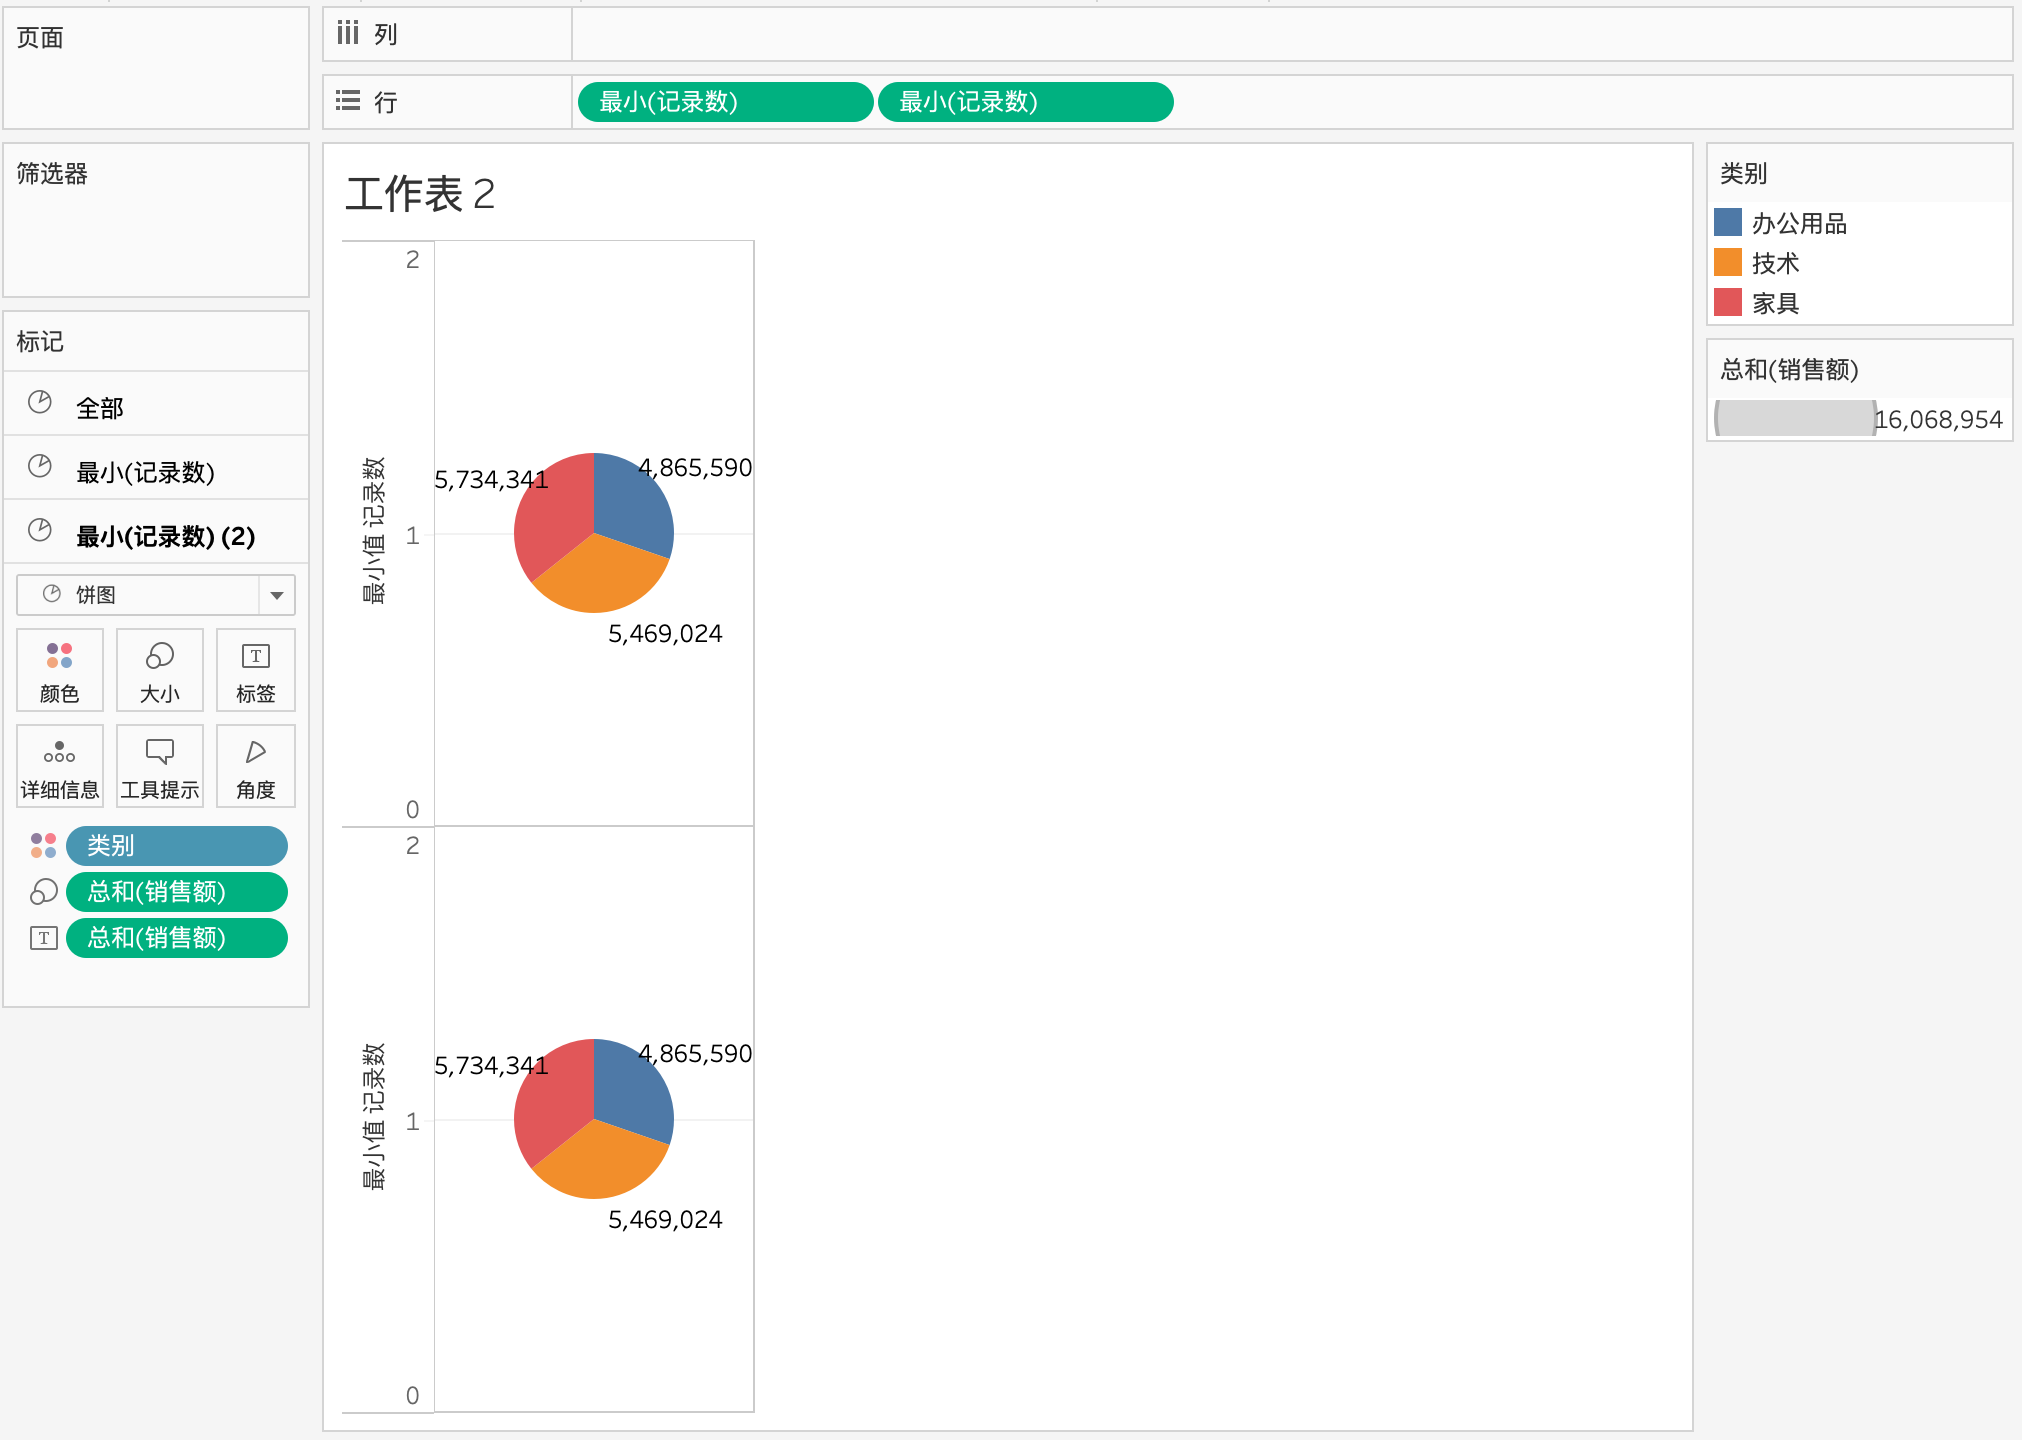 页面
列
行
最小(记录数)
最小(记录数)
筛选器
标记
全部
最小(记录数)
最小(记录数) (2)
饼图
颜色
大小
标签
详细信息
工具提示
角度
类别
总和(销售额)
T
总和(销售额)
工作表 2
2
1
0
最小值 记录数
5,734,341
4,865,590
5,469,024
2
1
0
最小值 记录数
5,734,341
4,865,590
5,469,024
类别
办公用品
技术
家具
总和(销售额)
16,068,954